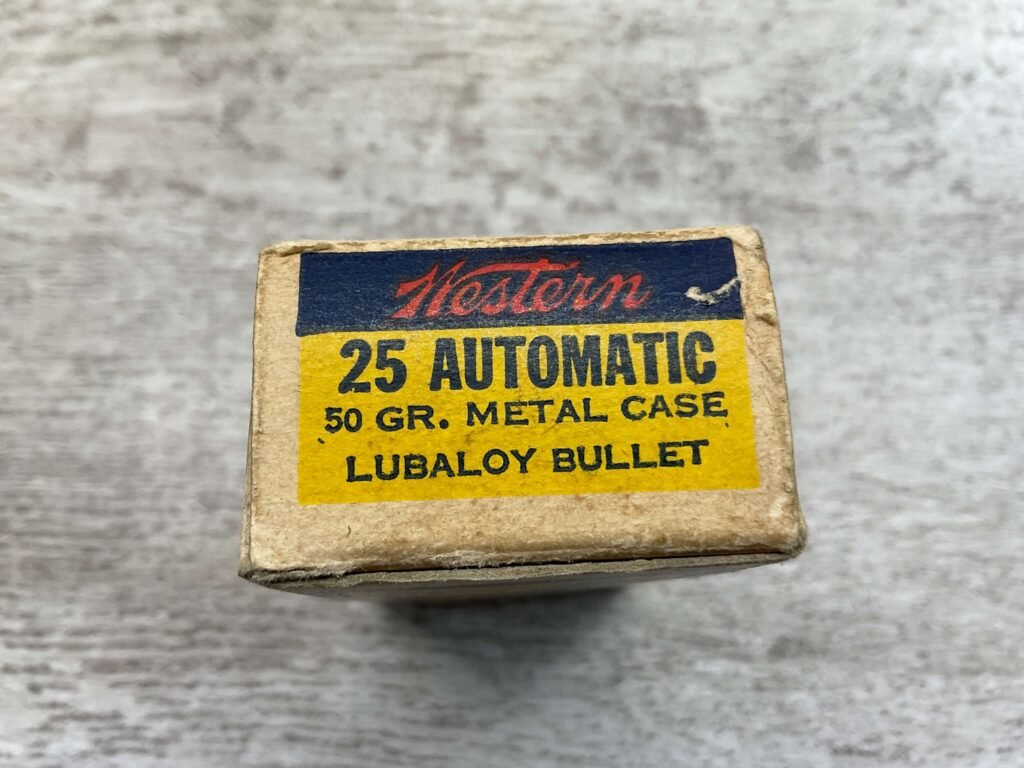 Western
25 AUTOMATIC
50 GR. METAL CASE
LUBALOY BULLET